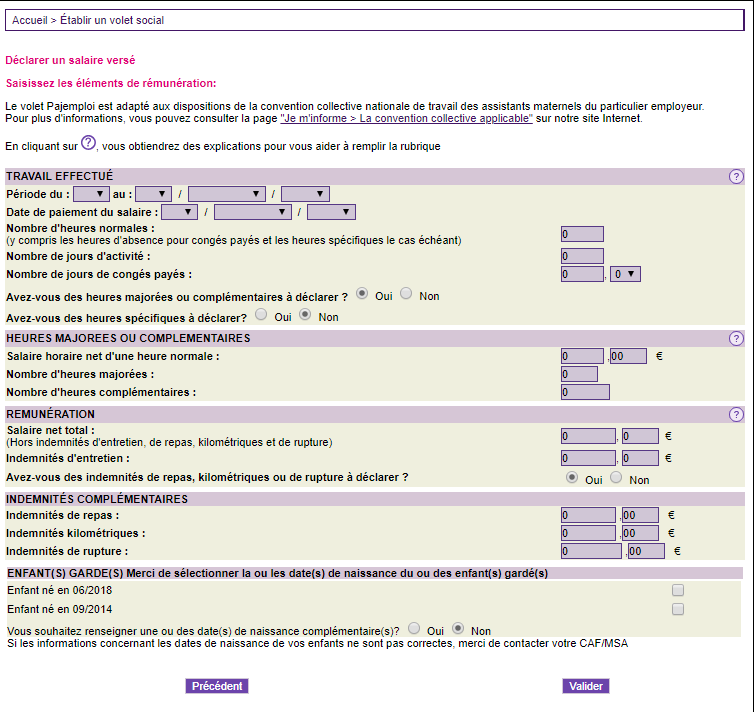 Accueil > Établir un volet social
Déclarer un salaire versé
Saisissez les éléments de rémunération:
Le volet Pajemploi est adapté aux dispositions de la convention collective nationale de travail des assistants maternels du particulier employeur.
Pour plus d'informations, vous pouvez consulter la page "Je m'informe > La convention collective applicable" sur notre site Internet.
En cliquant sur ?, vous obtiendrez des explications pour vous aider à remplir la rubrique
TRAVAIL EFFECTUÉ ?
Période du : au : / /
Date de paiement du salaire : / /
Nombre d'heures normales :
(y compris les heures d'absence pour congés payés et les heures spécifiques le cas échéant) 0
Nombre de jours d'activité : 0
Nombre de jours de congés payés : 0 , 0
Avez-vous des heures majorées ou complémentaires à déclarer ? Oui Non
Avez-vous des heures spécifiques à déclarer? Oui Non
HEURES MAJOREES OU COMPLEMENTAIRES ?
Salaire horaire net d'une heure normale : 0 ,00 €
Nombre d'heures majorées : 0
Nombre d'heures complémentaires : 0
REMUNÉRATION ?
Salaire net total :
(Hors indemnités d'entretien, de repas, kilométriques et de rupture) 0 , 0 €
Indemnités d'entretien : 0 , 0 €
Avez-vous des indemnités de repas, kilométriques ou de rupture à déclarer ? Oui Non
INDEMNITÉS COMPLÉMENTAIRES
Indemnités de repas : 0 ,00 €
Indemnités kilométriques : 0 ,00 €
Indemnités de rupture : 0 ,00 €
ENFANT(S) GARDE(S) Merci de sélectionner la ou les date(s) de naissance du ou des enfant(s) gardé(s)
Enfant né en 06/2018
Enfant né en 09/2014
Vous souhaitez renseigner une ou des date(s) de naissance complémentaire(s)? Oui Non
Si les informations concernant les dates de naissance de vos enfants ne sont pas correctes, merci de contacter votre CAF/MSA
Précédent Valider